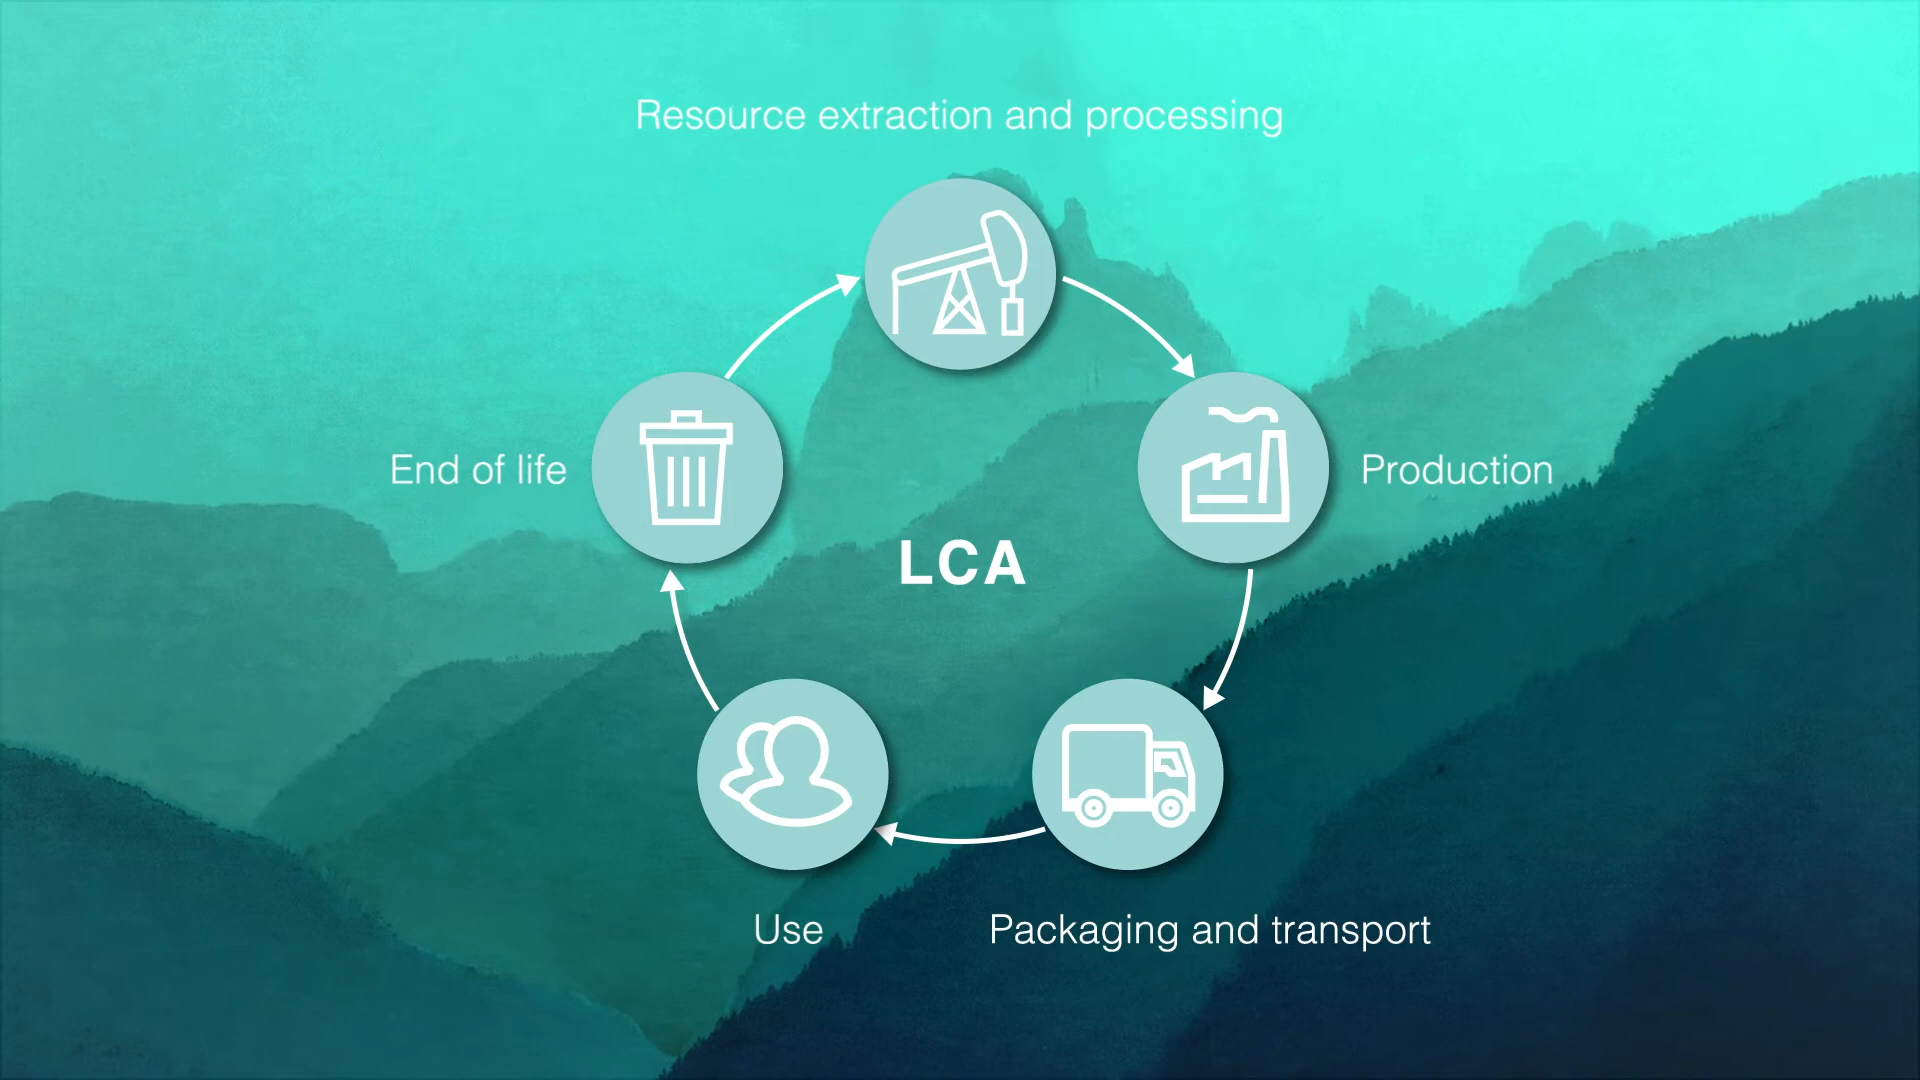 Resource extraction and processing
End of life
Production
LCA
Use
Packaging and transport